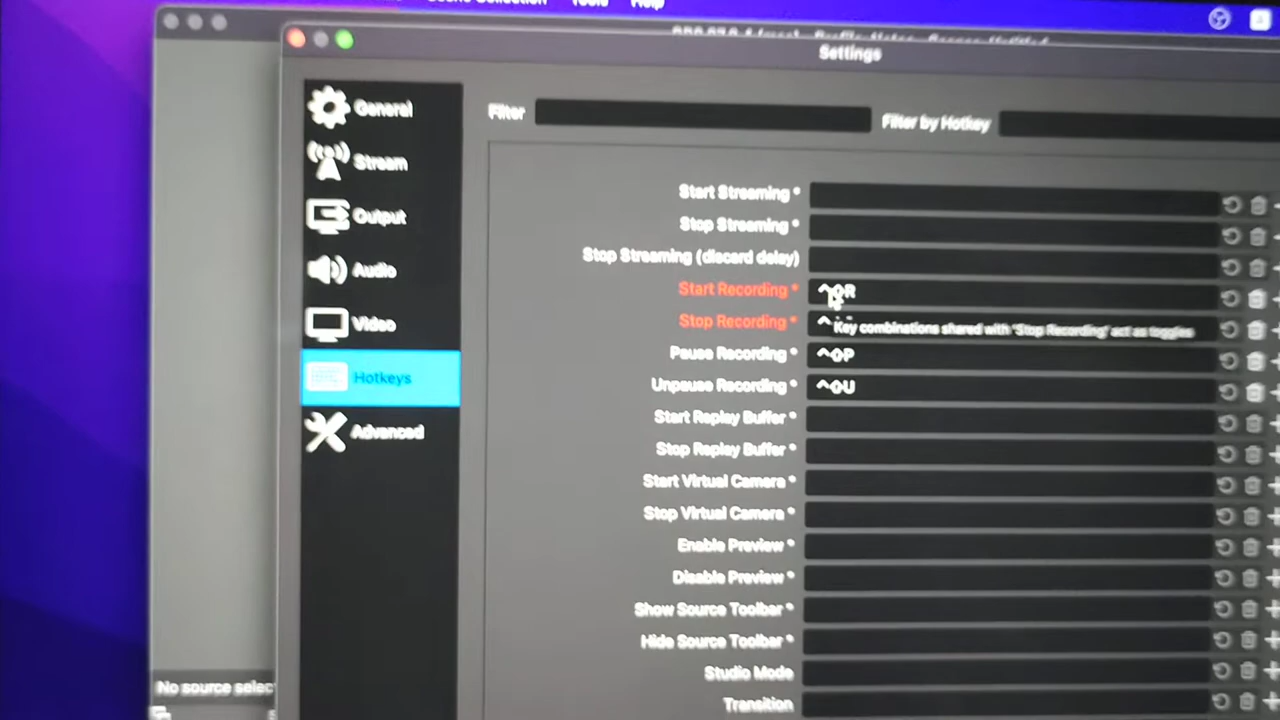 Tools Help
Settings
General
Stream
Output
Audio
Video
Hotkeys
Advanced
Filter
Filter by Hotkey
Start Streaming *
Stop Streaming *
Stop Streaming (discard delay)
Start Recording *
Stop Recording *
Key combinations shared with 'Stop Recording' act as toggles
Pause Recording *
^⇧P
Unpause Recording *
^⇧U
Start Replay Buffer *
Stop Replay Buffer *
Start Virtual Camera *
Stop Virtual Camera *
Enable Preview *
Disable Preview *
Show Source Toolbar *
Hide Source Toolbar *
Studio Mode
Transition
No source selec